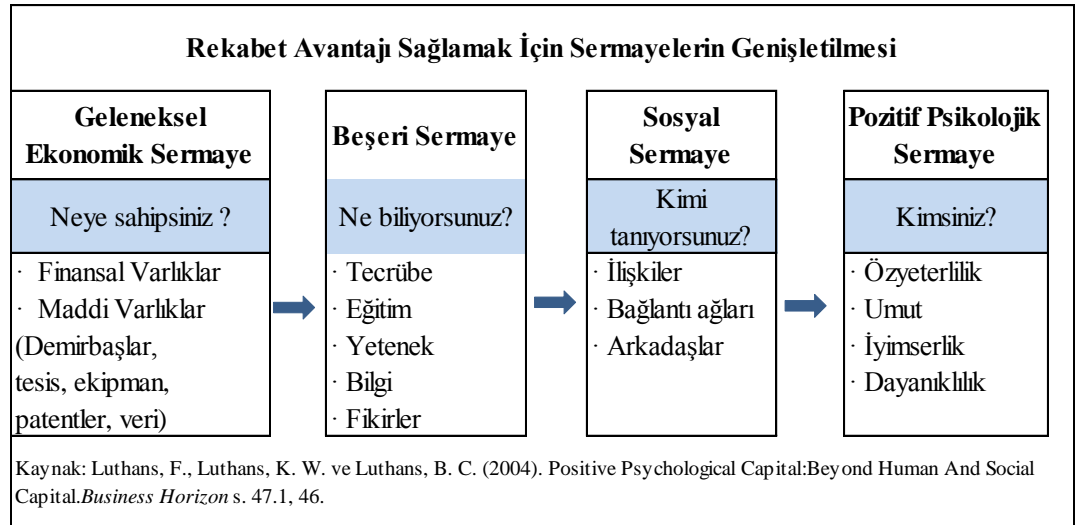 Rekabet Avantajı Sağlamak İçin Sermayelerin Genişletilmesi
Geleneksel
Ekonomik Sermaye
Neye sahipsiniz ?
· Finansal Varlıklar
· Maddi Varlıklar
(Demirbaşlar,
tesis, ekipman,
patentler, veri)
Beşeri Sermaye
Ne biliyorsunuz?
· Tecrübe
· Eğitim
· Yetenek
· Bilgi
· Fikirler
Sosyal
Sermaye
Kimi
tanıyorsunuz?
· İlişkiler
· Bağlantı ağları
· Arkadaşlar
Pozitif Psikolojik
Sermaye
Kimsiniz?
· Özyeterlilik
· Umut
· İyimserlik
· Dayanıklılık
Kaynak: Luthans, F., Luthans, K. W. ve Luthans, B. C. (2004). Positive Psychological Capital:Beyond Human And Social
Capital.Business Horizon s. 47.1, 46.